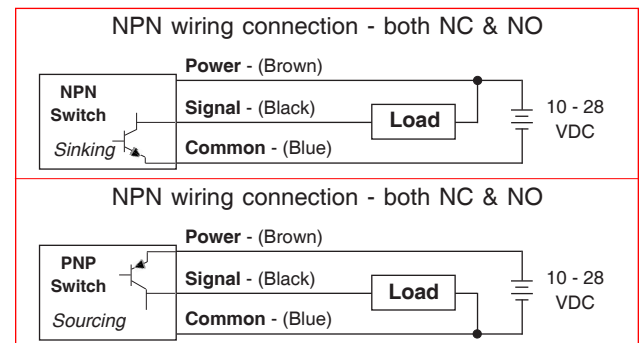 NPN wiring connection - both NC & NO
Power - (Brown)
NPN
Switch
Signal - (Black)
Load
10 - 28
VDC
Sinking
Common - (Blue)
NPN wiring connection - both NC & NO
Power - (Brown)
PNP
Switch
Signal - (Black)
Load
10 - 28
VDC
Sourcing
Common - (Blue)